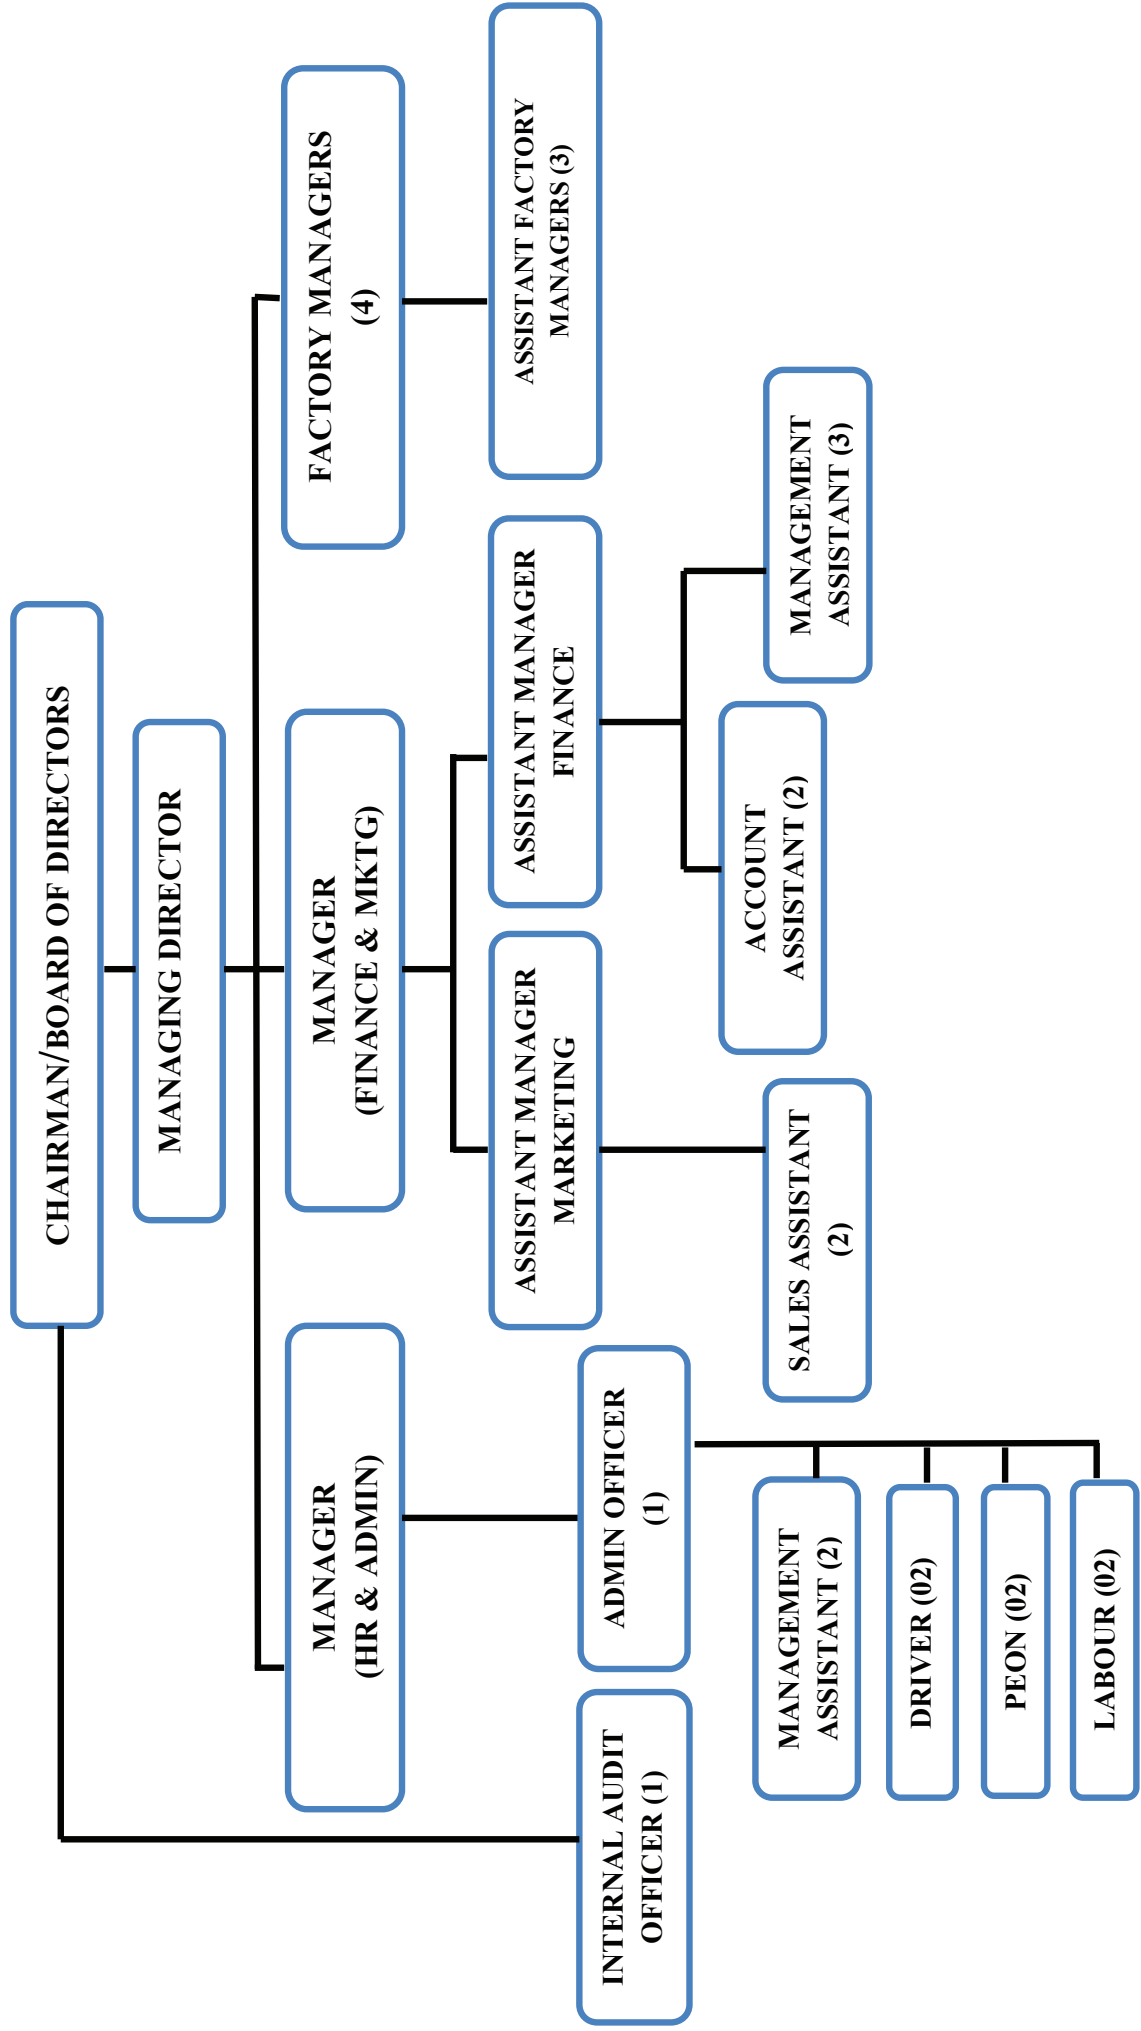 CHAIRMAN/BOARD OF DIRECTORS
MANAGING DIRECTOR
MANAGER
(HR & ADMIN)
MANAGER
(FINANCE & MKTG)
FACTORY MANAGERS
(4)
INTERNAL AUDIT
OFFICER (1)
ADMIN OFFICER
(1)
ASSISTANT MANAGER
MARKETING
ASSISTANT MANAGER
FINANCE
ASSISTANT FACTORY
MANAGERS (3)
MANAGEMENT
ASSISTANT (2)
SALES ASSISTANT
(2)
ACCOUNT
ASSISTANT (2)
MANAGEMENT
ASSISTANT (3)
DRIVER (02)
PEON (02)
LABOUR (02)